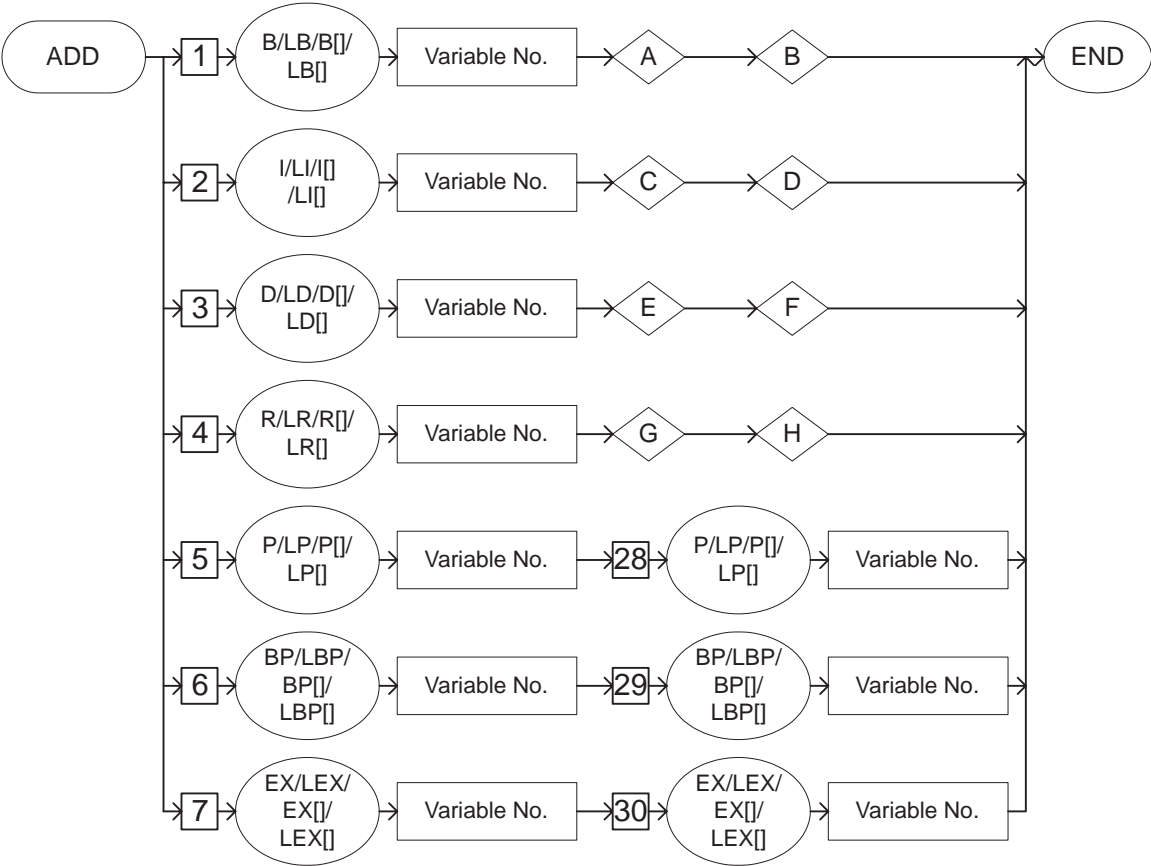 ADD
1
B/LB/B[]/
LB[]
Variable No.
A
B
END
2
I/LI/I[]
/LI[]
Variable No.
C
D
3
D/LD/D[]/
LD[]
Variable No.
E
F
4
R/LR/R[]/
LR[]
Variable No.
G
H
5
P/LP/P[]/
LP[]
Variable No.
28
P/LP/P[]/
LP[]
Variable No.
6
BP/LBP/
BP[]/
LBP[]
Variable No.
29
BP/LBP/
BP[]/
LBP[]
Variable No.
7
EX/LEX/
EX[]/
LEX[]
Variable No.
30
EX/LEX/
EX[]/
LEX[]
Variable No.